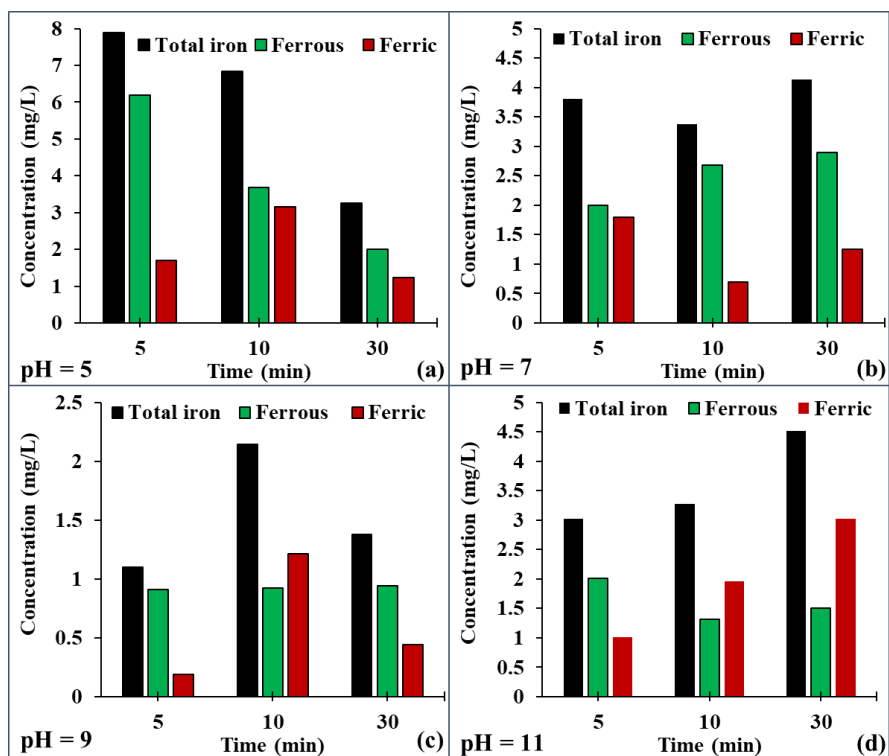 Total iron Ferrous Ferric
Concentration (mg/L)
8
7
6
5
4
3
2
1
0
5 10 30
Time (min)
pH = 5
(a)
Total iron Ferrous Ferric
Concentration (mg/L)
5
4.5
4
3.5
3
2.5
2
1.5
1
0.5
0
5 10 30
Time (min)
pH = 7
(b)
Total iron Ferrous Ferric
Concentration (mg/L)
2.5
2
1.5
1
0.5
0
5 10 30
Time (min)
pH = 9
(c)
Total iron Ferrous Ferric
Concentration (mg/L)
5
4.5
4
3.5
3
2.5
2
1.5
1
0.5
0
5 10 30
Time (min)
pH = 11
(d)